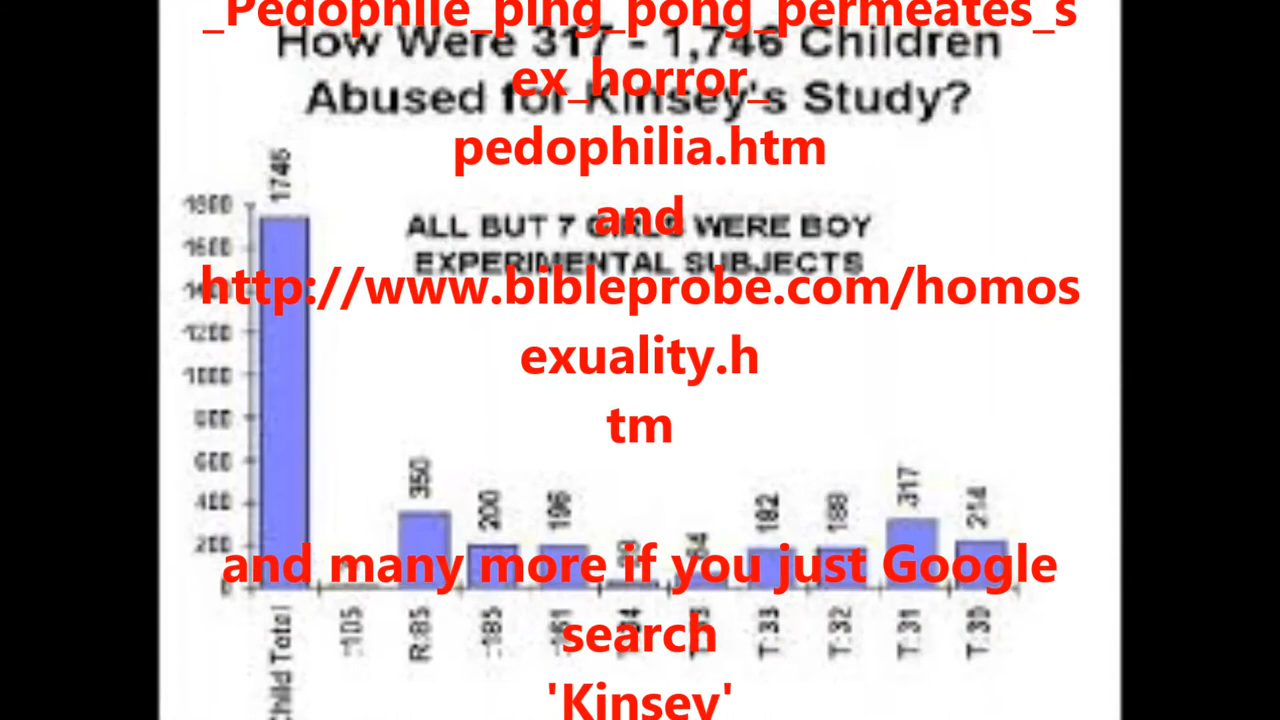 _Pedophile_ping_pong_permeates_s
How Were 317 - 1,746 Children
ex_horror_
Abused for Kinsey's Study?
pedophilia.htm
1746
and
ALL BUT 7 GIRLS WERE BOY
EXPERIMENTAL SUBJECTS
http://www.bibleprobe.com/homos
exuality.h
tm
1800
1600
1200
1000
800
600
400
200
350
200
196
182
188
317
214
and many more if you just Google
search
'Kinsey'
Child Total
R:85
T:33
T:32
T:31
T:30